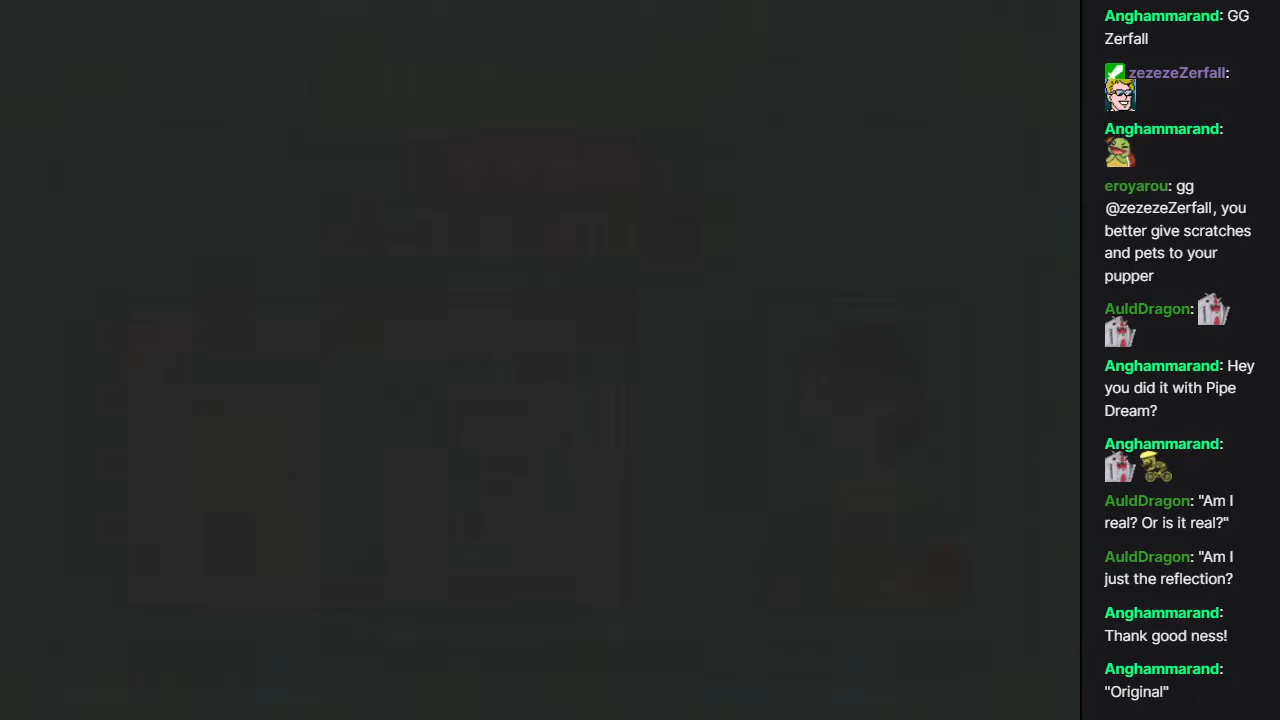 Anghammarand: GG
Zerfall
zezezeZerfall:
Anghammarand:
eroyarou: gg
@zezezeZerfall, you
better give scratches
and pets to your
pupper
AuldDragon:
Anghammarand: Hey
you did it with Pipe
Dream?
Anghammarand:
AuldDragon: "Am I
real? Or is it real?"
AuldDragon: "Am I
just the reflection?
Anghammarand:
Thank good ness!
Anghammarand:
"Original"